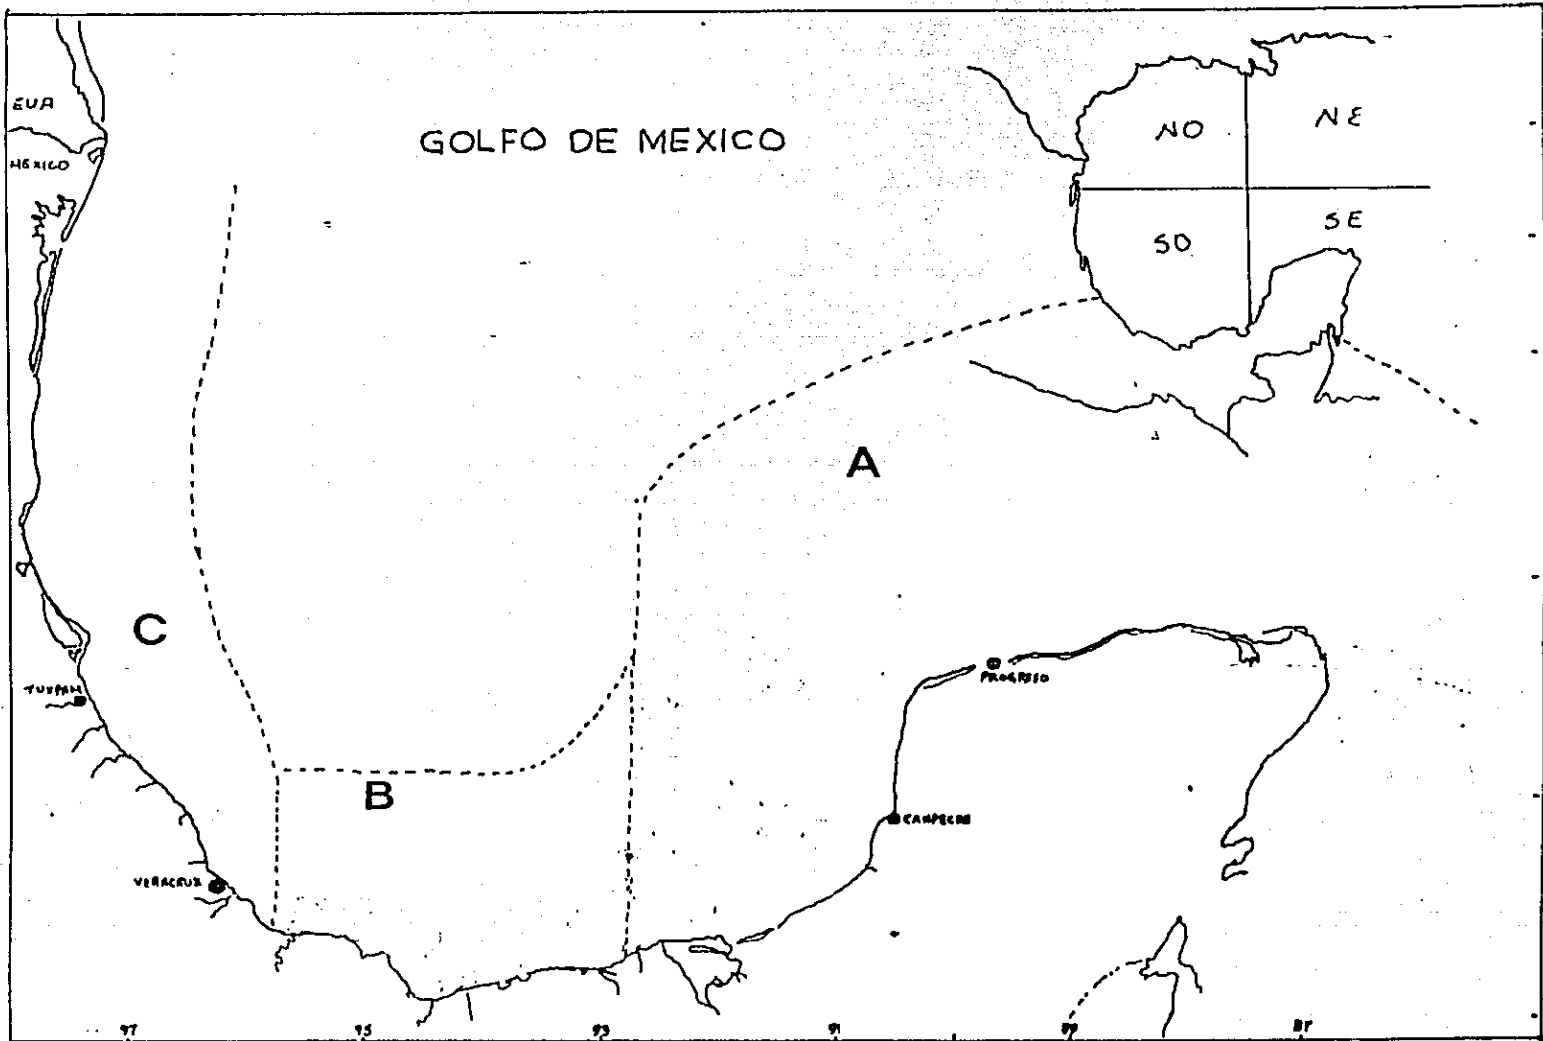 EUA
MEXICO
GOLFO DE MEXICO
NO
NE
SO
SE
A
C
B
TUXPAN
PROGRESO
CAMPECHE
VERACRUZ
97
95
93
91
89
87